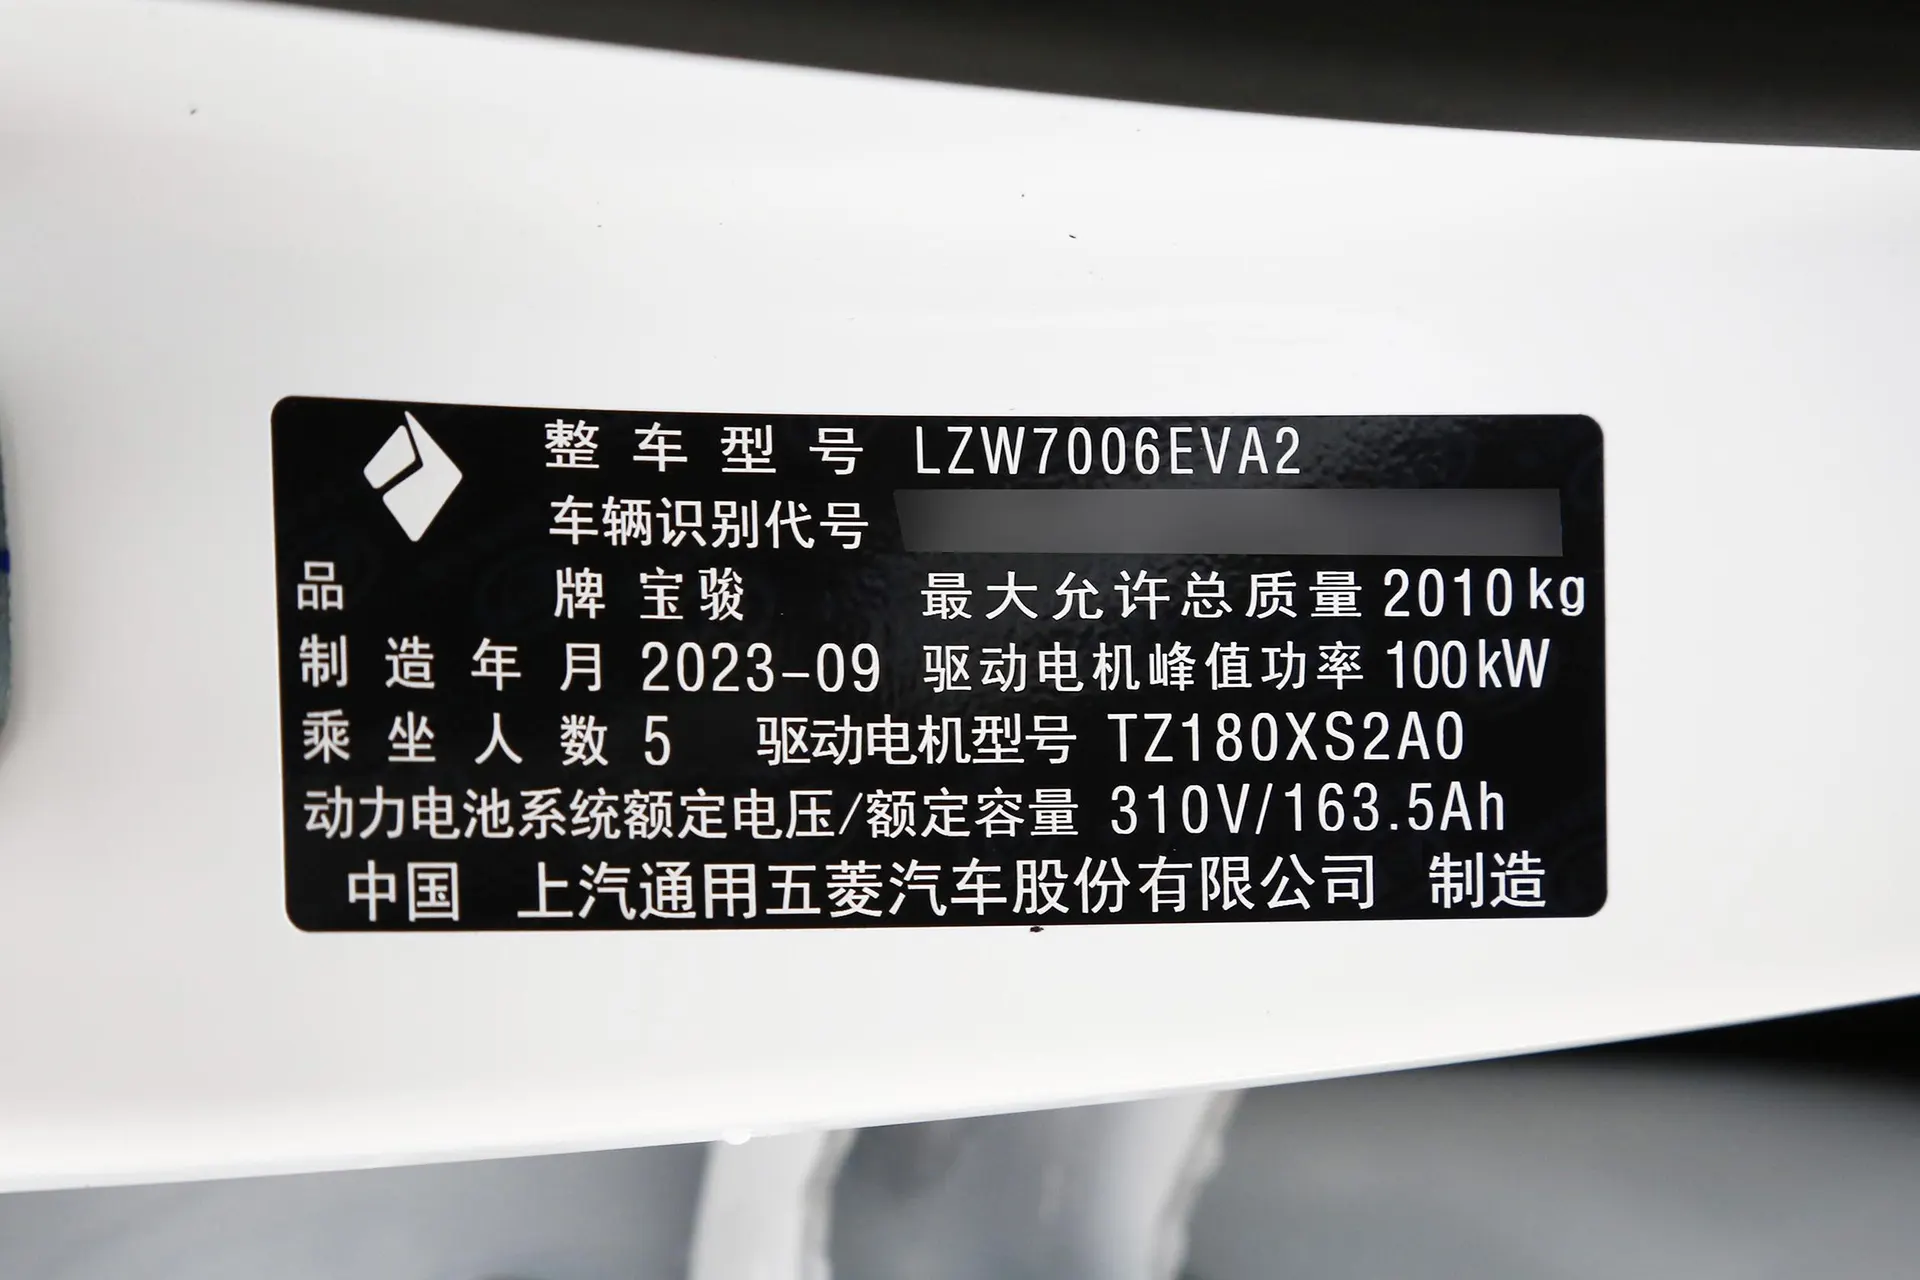 整车型号 LZW7006EVA2
车辆识别代号
品牌 宝骏 最大允许总质量 2010kg
制造年月 2023-09 驱动电机峰值功率 100kW
乘坐人数 5 驱动电机型号 TZ180XS2A0
动力电池系统额定电压/额定容量 310V/163.5Ah
中国 上汽通用五菱汽车股份有限公司 制造